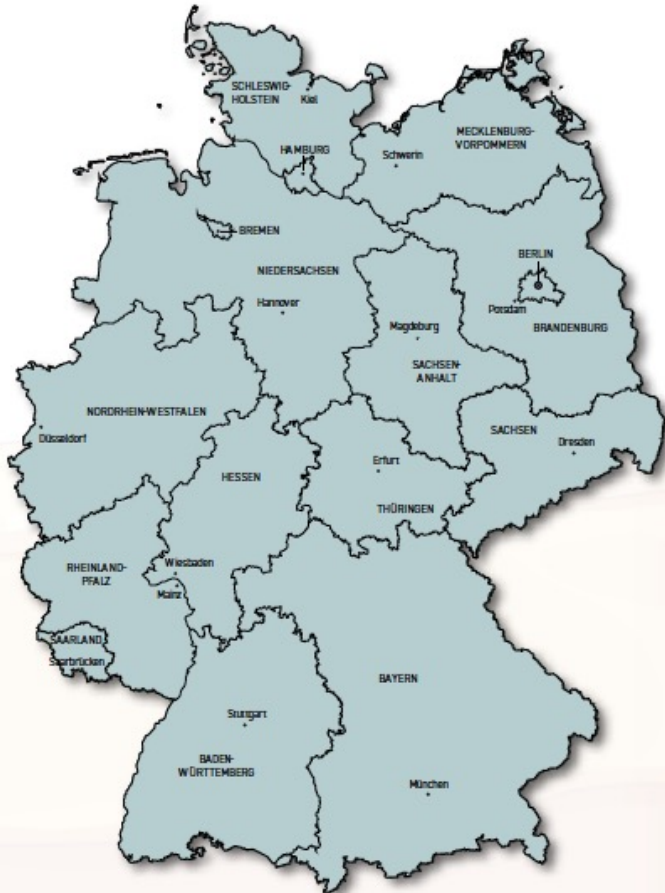 SCHLESWIG-
HOLSTEIN
Kiel
MECKLENBURG-
VORPOMMERN
HAMBURG
Schwerin
BREMEN
BERLIN
NIEDERSACHSEN
Hannover
Potsdam
BRANDENBURG
Magdeburg
SACHSEN-
ANHALT
NORDRHEIN-WESTFALEN
Düsseldorf
SACHSEN
Dresden
HESSEN
Erfurt
THÜRINGEN
RHEINLAND-
PFALZ
Wiesbaden
Mainz
SAARLAND
Saarbrücken
BAYERN
Stuttgart
BADEN-
WÜRTTEMBERG
München